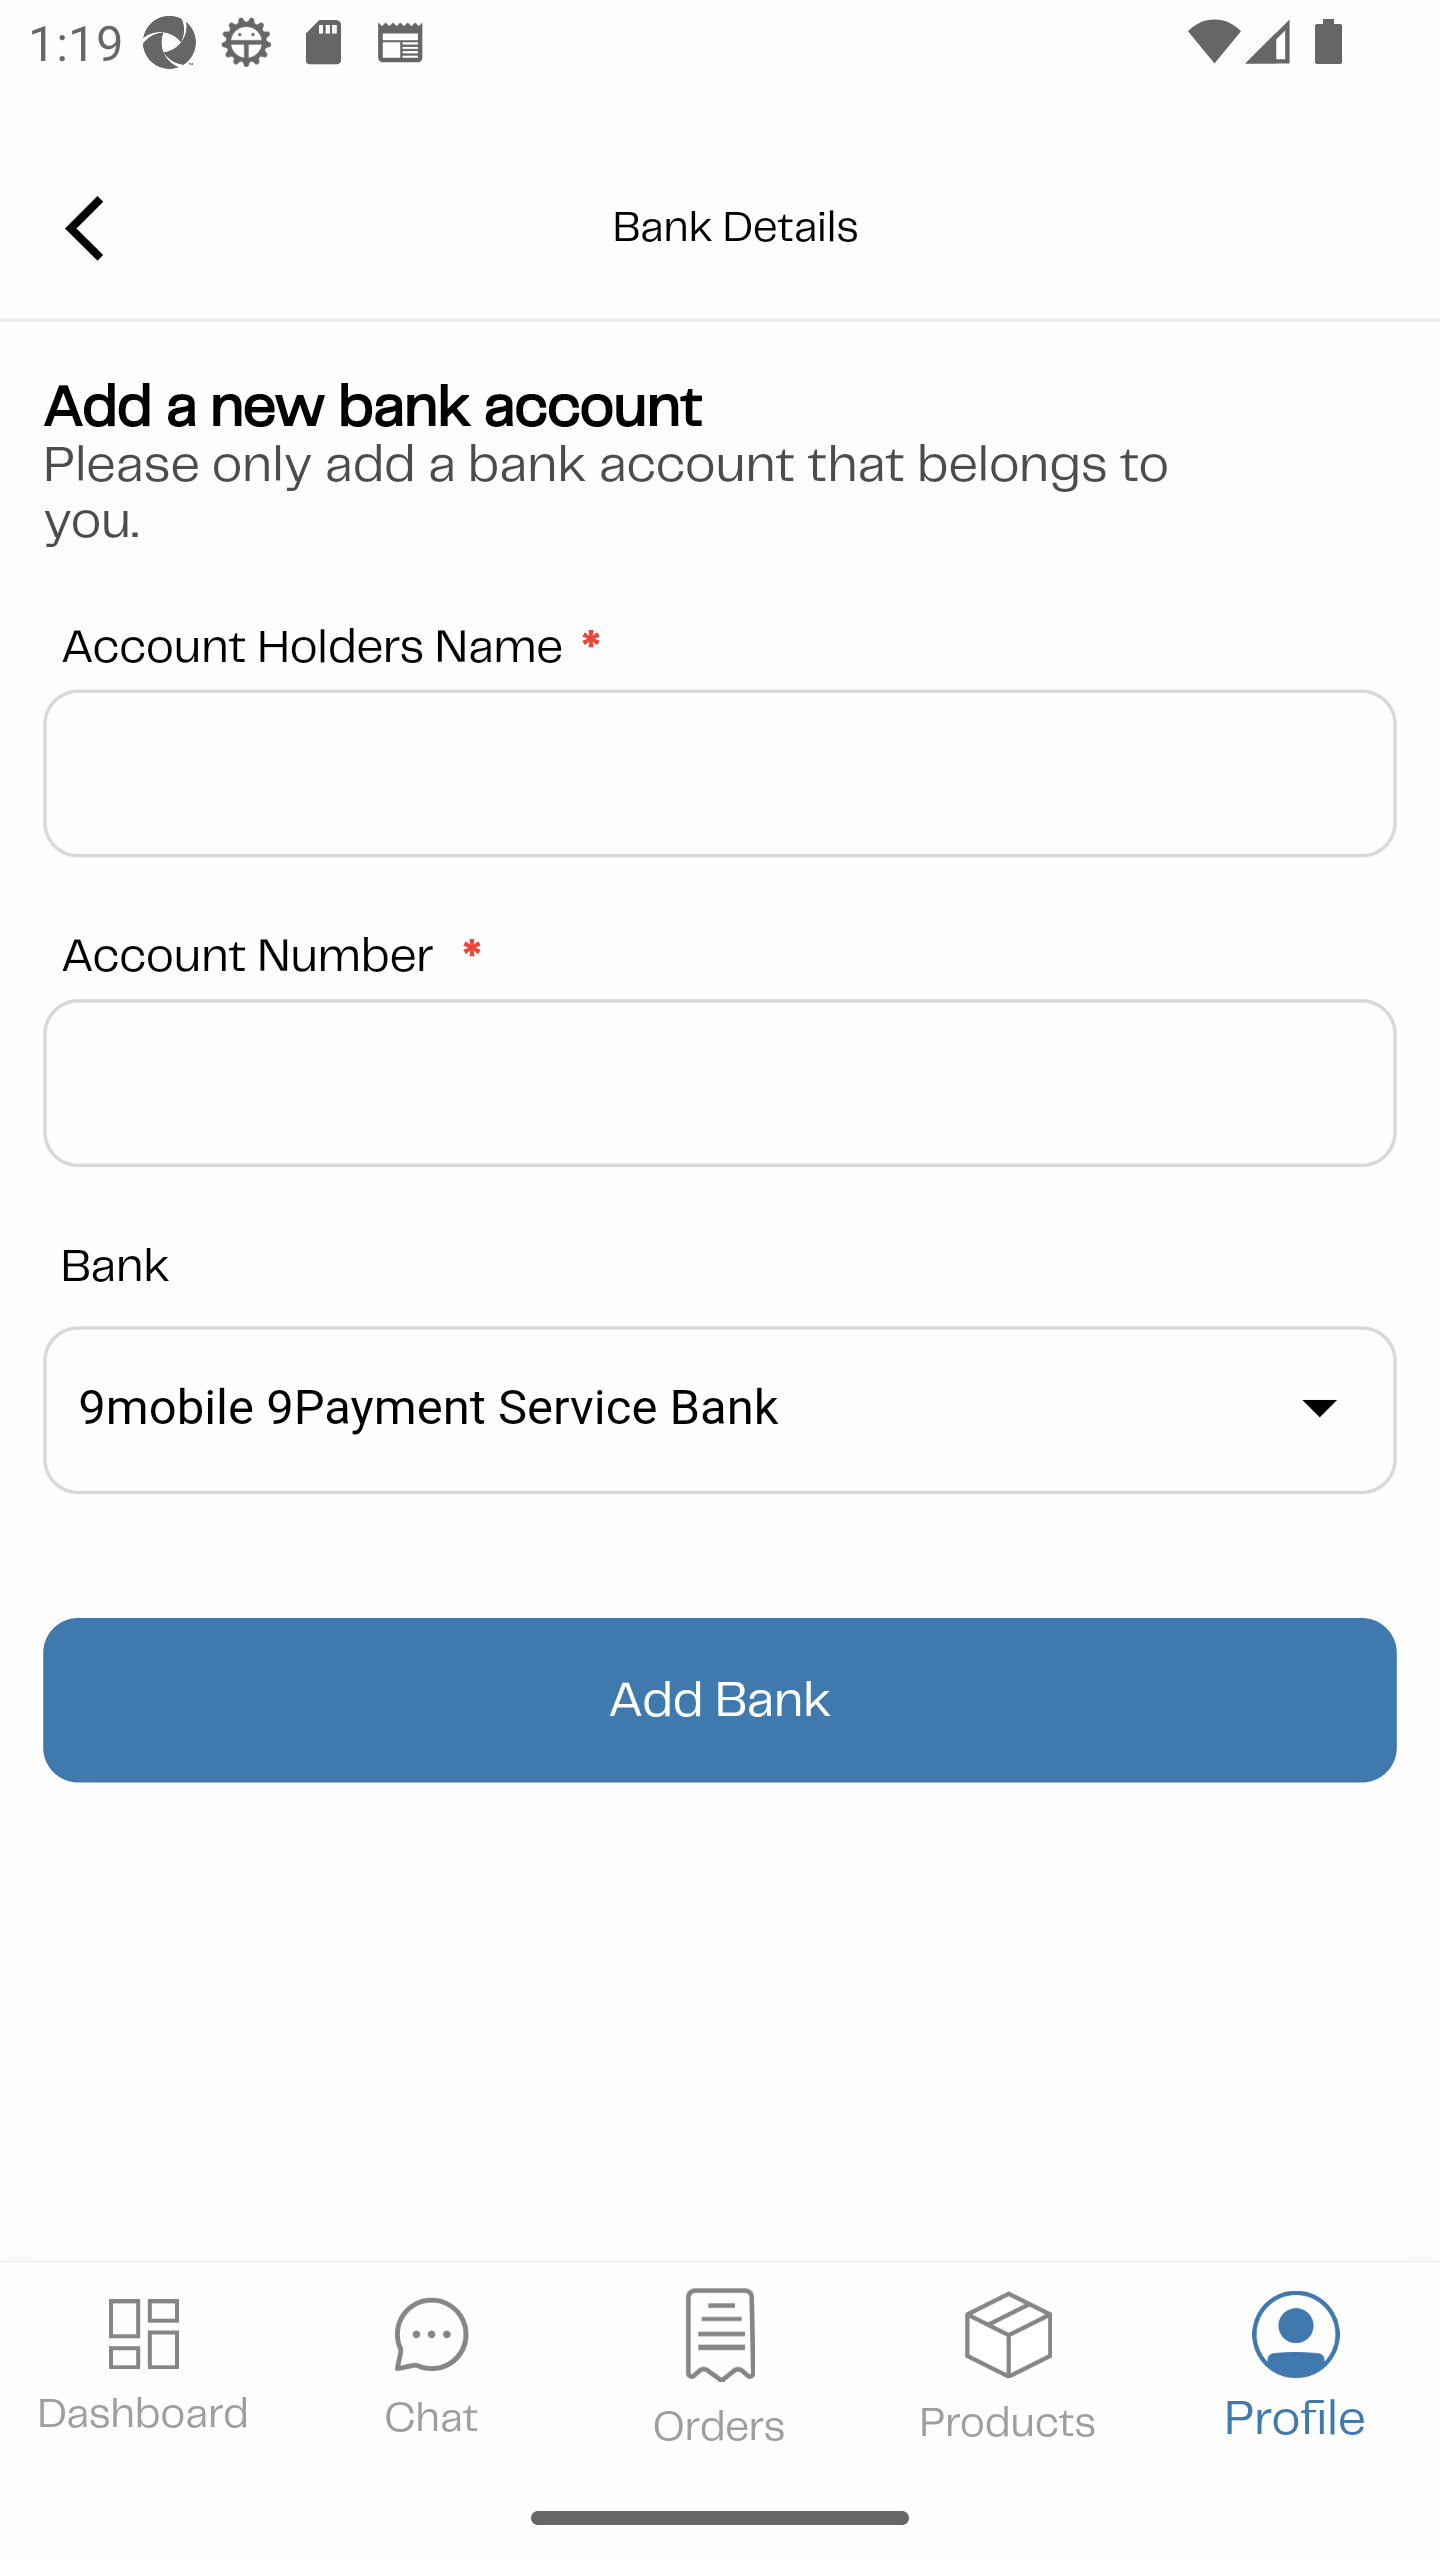 1:19
Bank Details
Add a new bank account
Please only add a bank account that belongs to
you.
Account Holders Name *
Account Number *
Bank
9mobile 9Payment Service Bank
Add Bank
Dashboard
Chat
Orders
Products
Profile